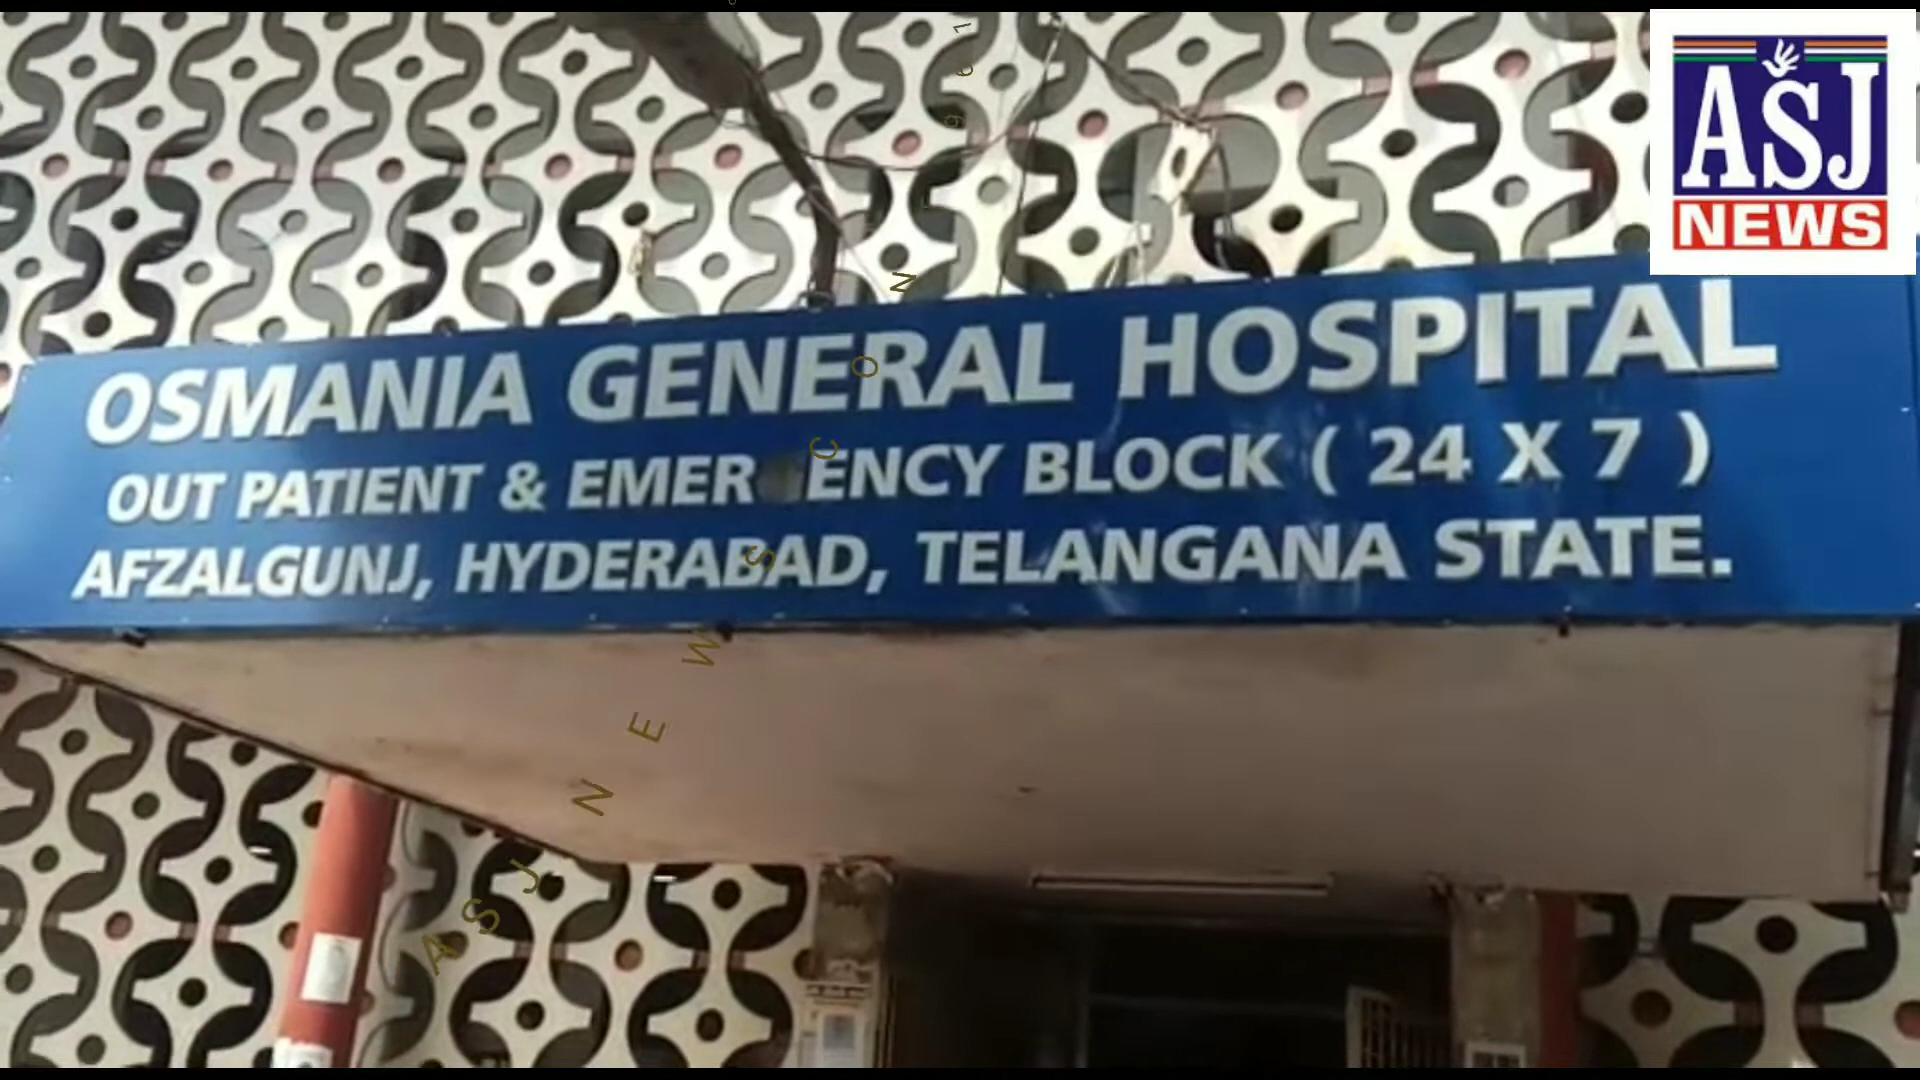 ASJ
NEWS
OSMANIA GENERAL HOSPITAL
OUT PATIENT & EMER ENCY BLOCK ( 24 X 7 )
AFZALGUNJ, HYDERABAD, TELANGANA STATE.
ASJ NEWS